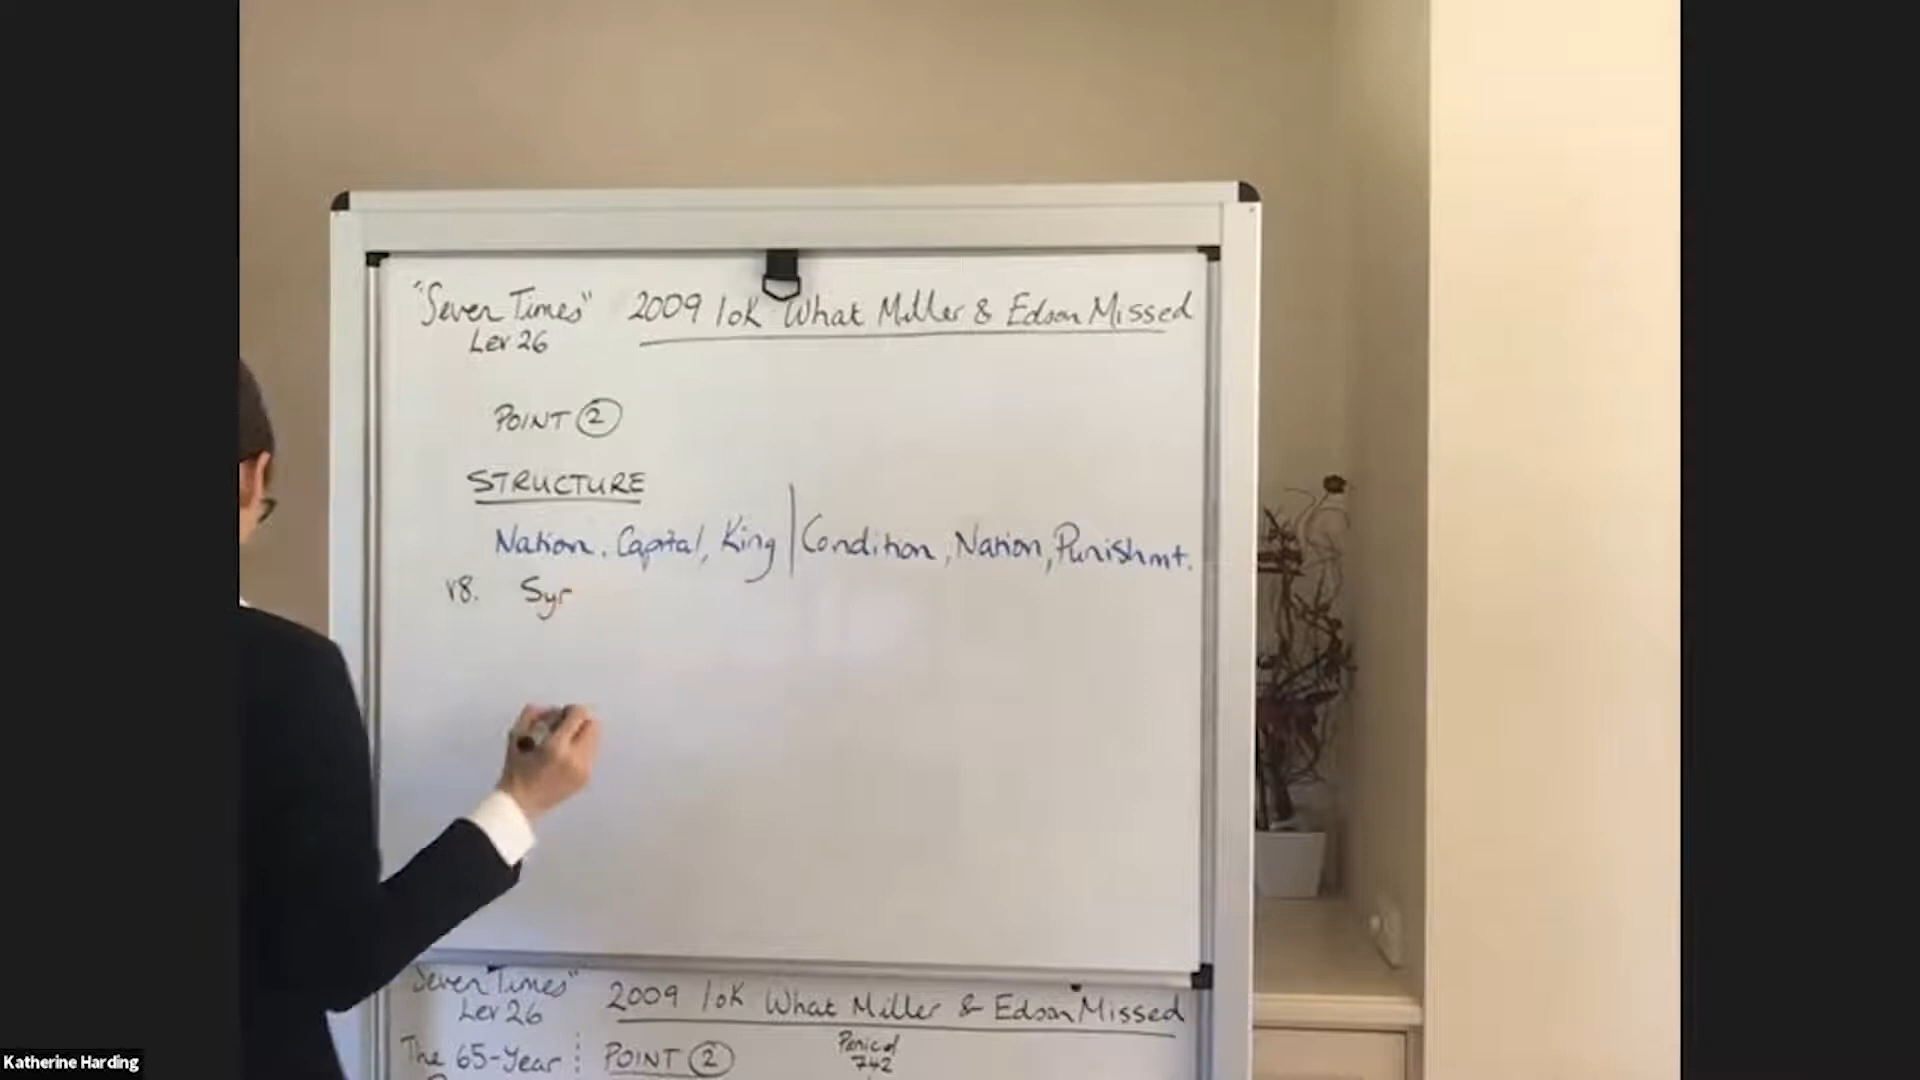 "Seven Times" 2009 1oK What Miller & Edson Missed
Lev 26
POINT 2
STRUCTURE
Nation, Capital, King | Condition, Nation, Punishmt.
v8. Syr
"Seven Times" 2009 1oK What Miller & Edson Missed
Lev 26
The 65-Year POINT 2 Period
742
Katherine Harding